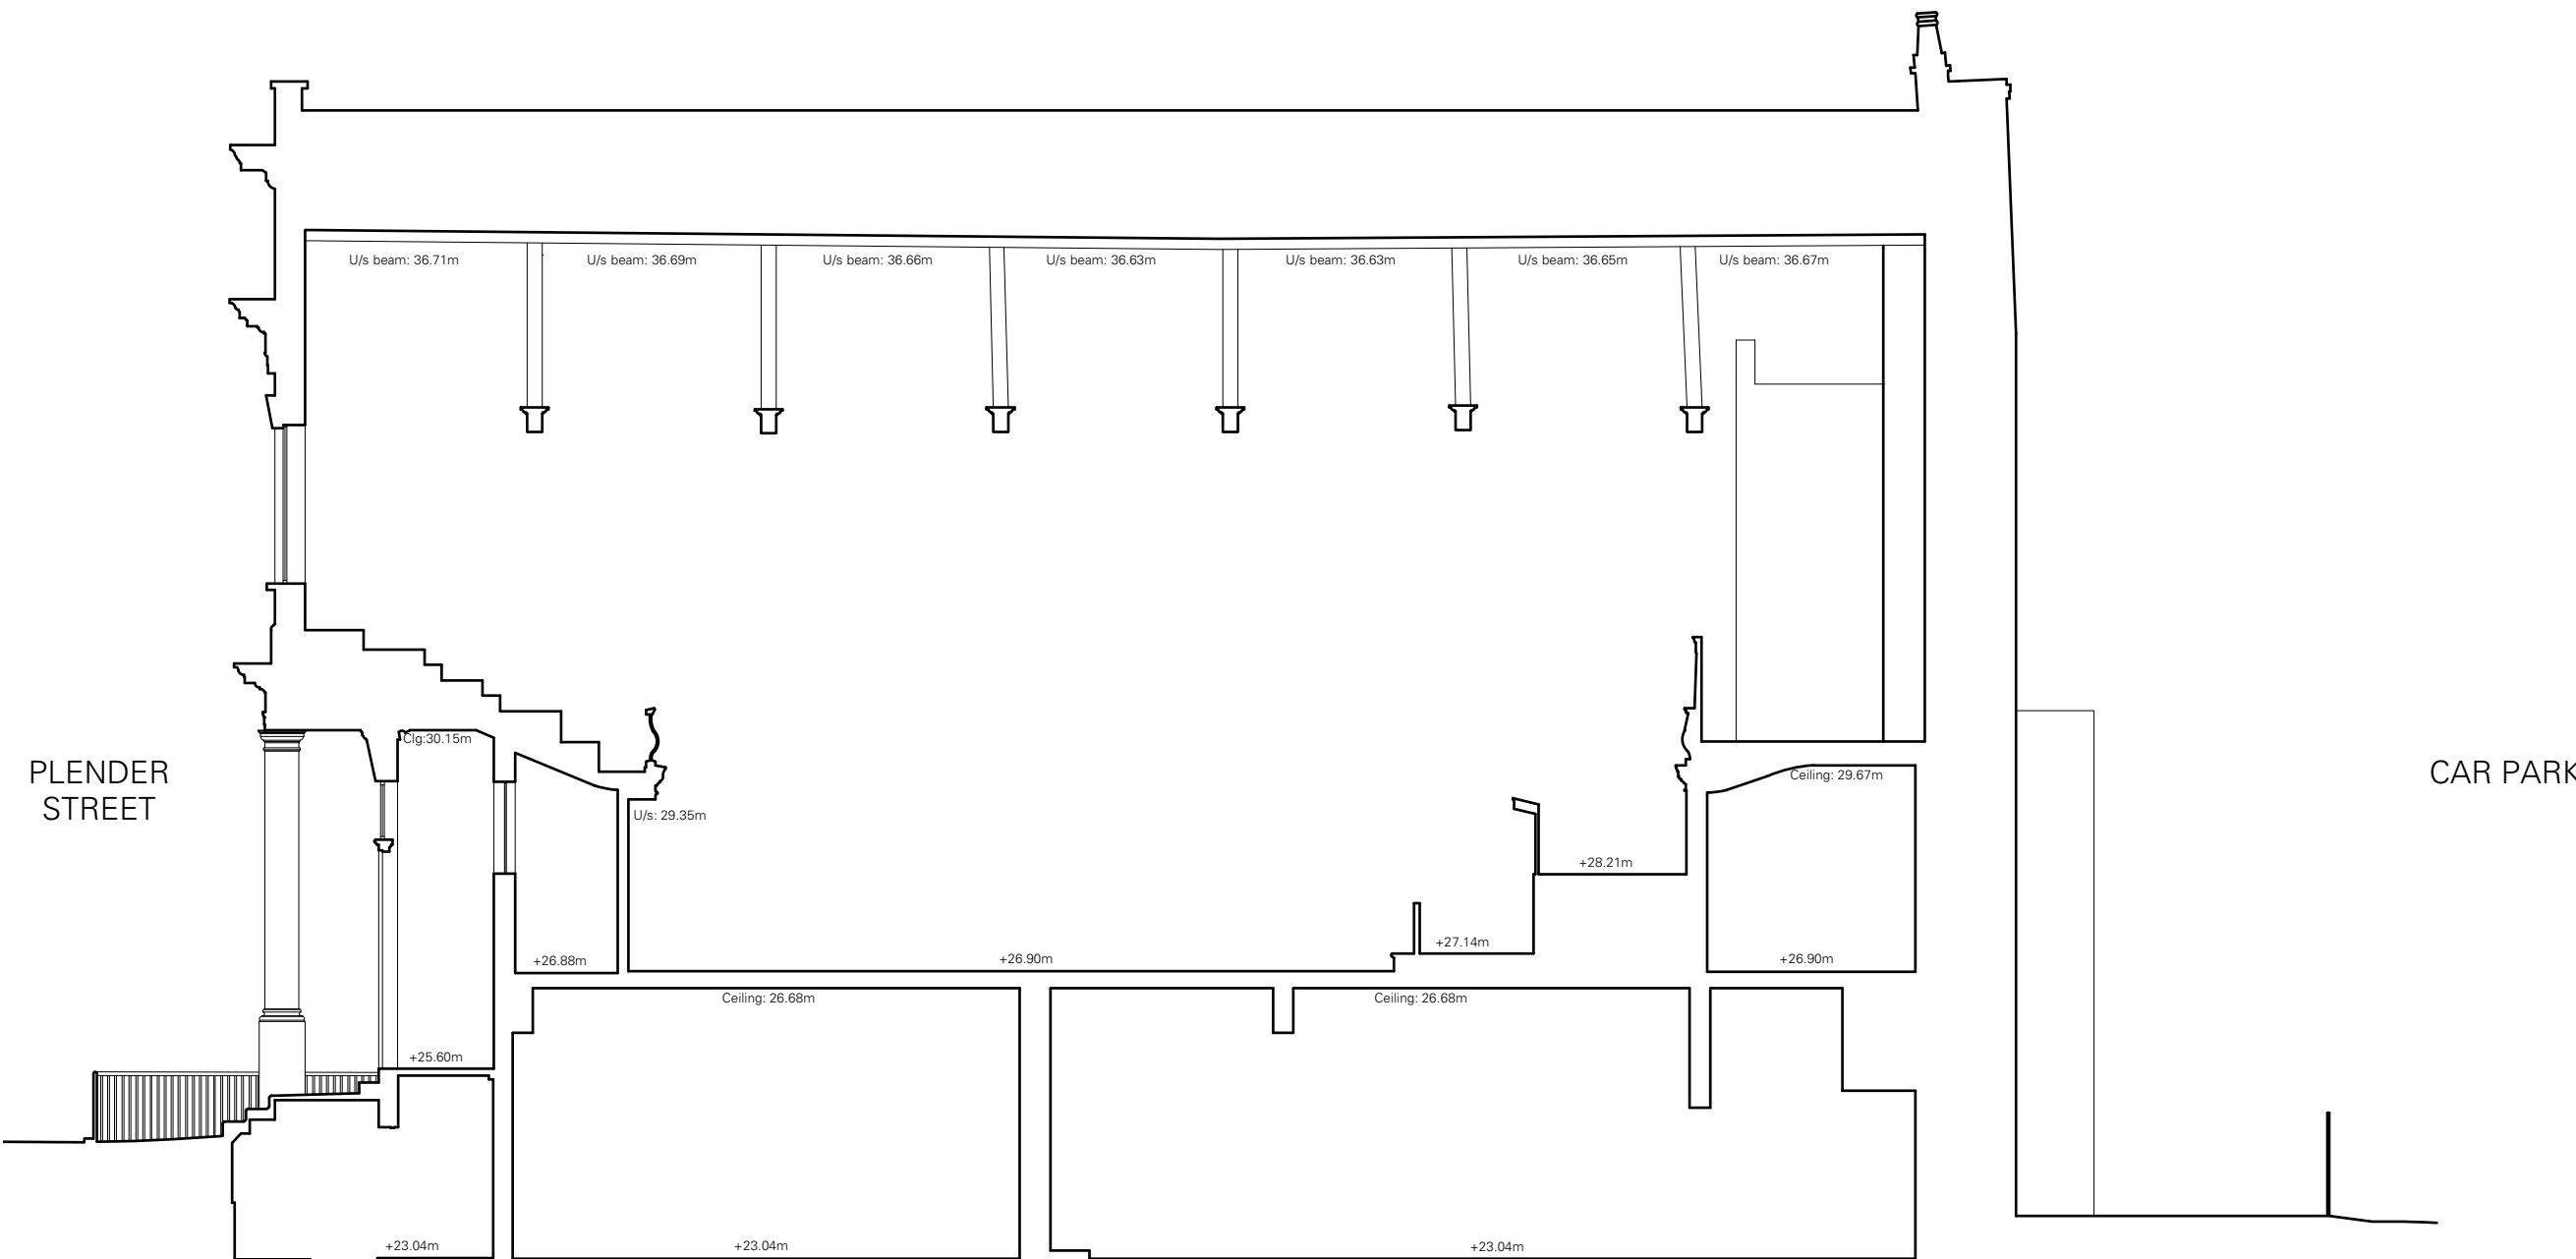 U/s beam: 36.71m
U/s beam: 36.69m
U/s beam: 36.66m
U/s beam: 36.63m
U/s beam: 36.63m
U/s beam: 36.65m
U/s beam: 36.67m
Clg:30.15m
PLENDER
STREET
Ceiling: 29.67m
CAR PARK
U/s: 29.35m
+28.21m
+27.14m
+26.88m
+26.90m
+26.90m
Ceiling: 26.68m
Ceiling: 26.68m
+25.60m
+23.04m
+23.04m
+23.04m